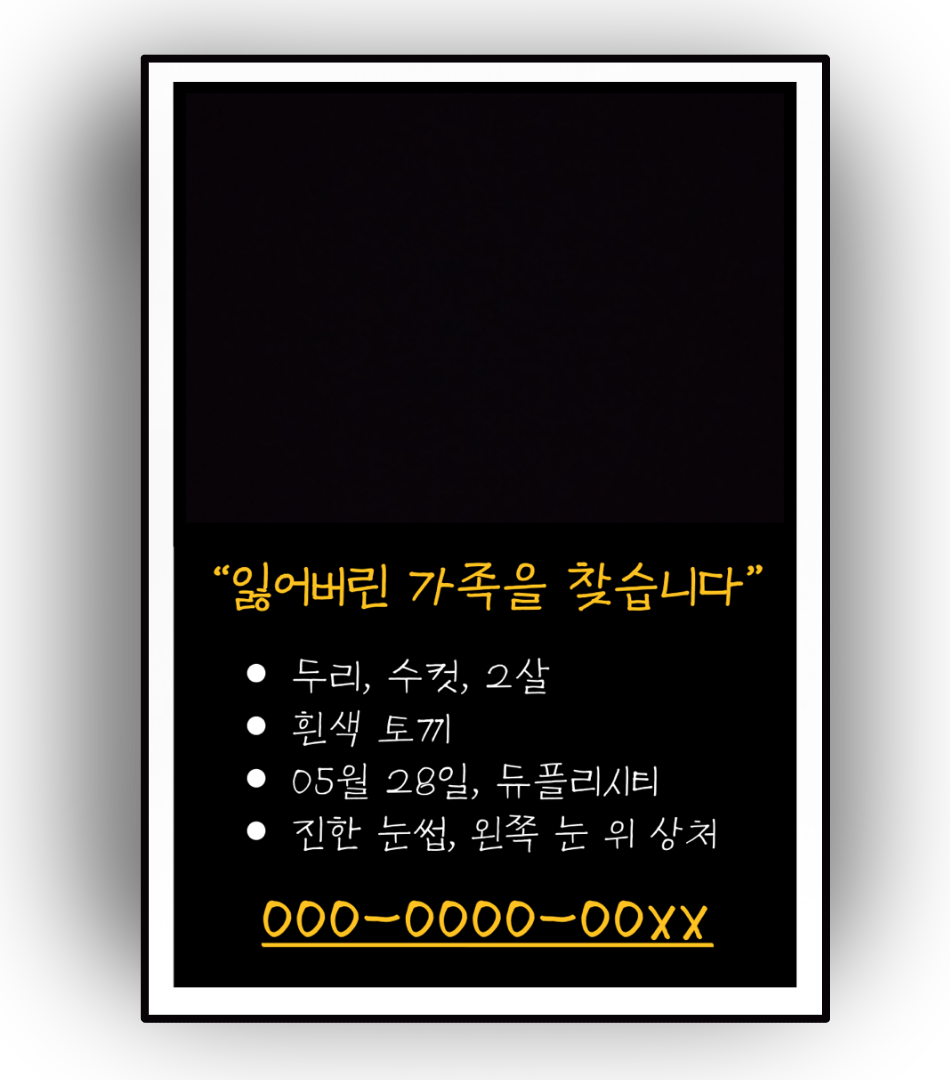 “잃어버린 가족을 찾습니다”
● 두리, 수컷, 2살
● 흰색 토끼
● 05월 28일, 듀플리시티
● 진한 눈썹, 왼쪽 눈 위 상처
000-0000-00xx